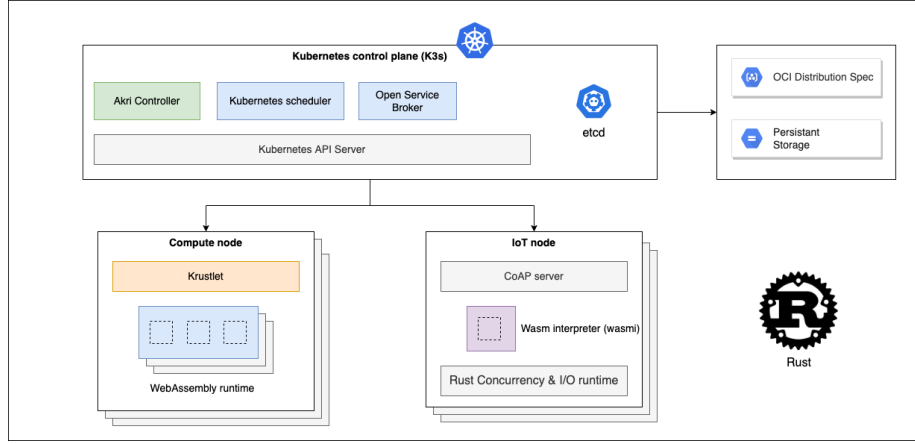 Kubernetes control plane (K3s)
Akri Controller
Kubernetes scheduler
Open Service
Broker
etcd
Kubernetes API Server
OCI Distribution Spec
Persistant
Storage
Compute node
Krustlet
WebAssembly runtime
IoT node
CoAP server
Wasm interpreter (wasmi)
Rust Concurrency & I/O runtime
R
Rust